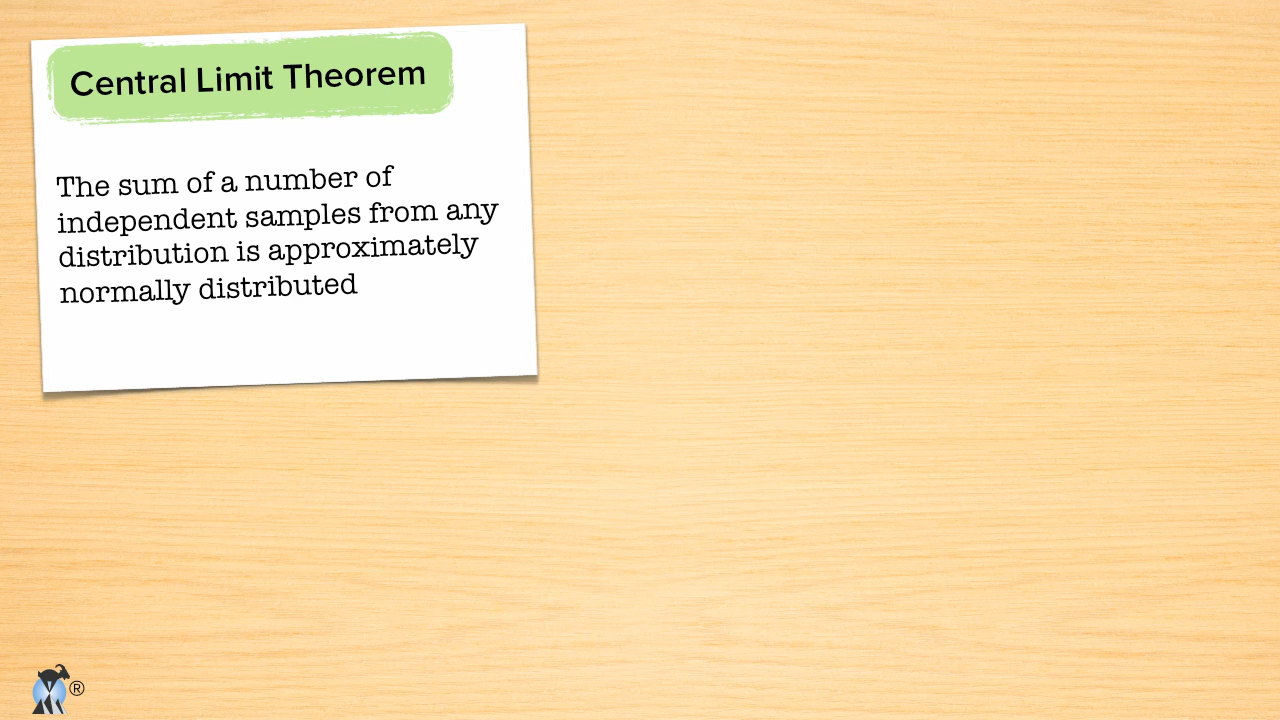 Central Limit Theorem
The sum of a number of
independent samples from any
distribution is approximately
normally distributed
®